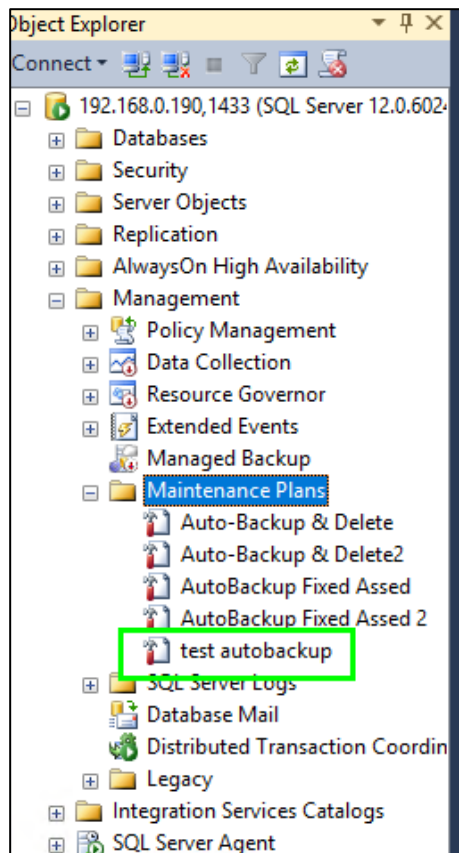 Object Explorer
Connect
192.168.0.190,1433 (SQL Server 12.0.6024
Databases
Security
Server Objects
Replication
AlwaysOn High Availability
Management
Policy Management
Data Collection
Resource Governor
Extended Events
Managed Backup
Maintenance Plans
Auto-Backup & Delete
Auto-Backup & Delete2
AutoBackup Fixed Assed
AutoBackup Fixed Assed 2
test autobackup
SQL Server Logs
Database Mail
Distributed Transaction Coordin
Legacy
Integration Services Catalogs
SQL Server Agent